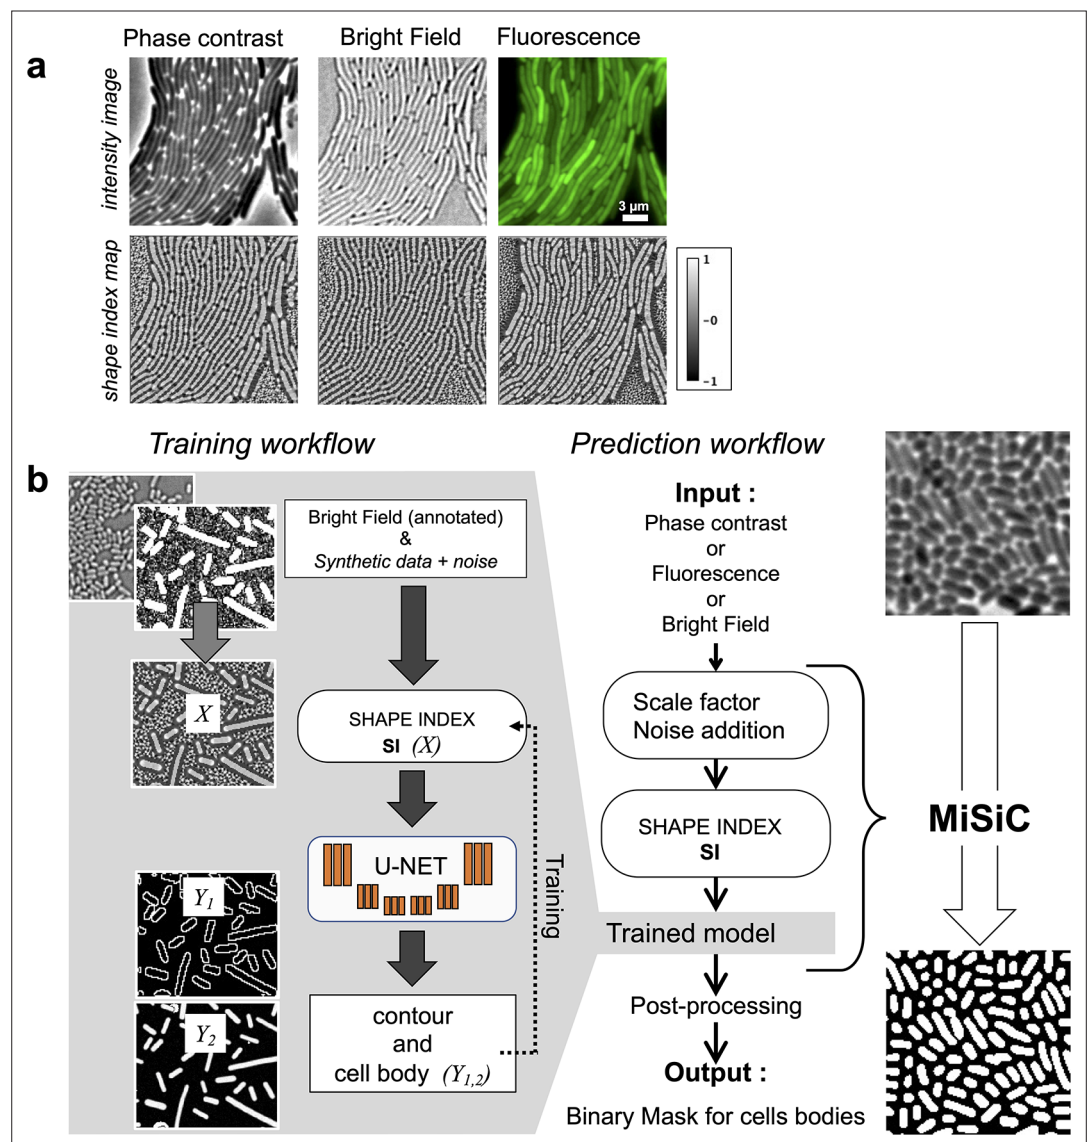 Phase contrast
Bright Field
Fluorescence
a
intensity image
3 µm
shape index map
1
-0
-1
Training workflow
Prediction workflow
b
Bright Field (annotated)
&
Synthetic data + noise
X
SHAPE INDEX
SI (X)
U-NET
Training
Y1
Y2
contour
and
cell body (Y1,2)
Input :
Phase contrast
or
Fluorescence
or
Bright Field
Scale factor
Noise addition
SHAPE INDEX
SI
Trained model
Post-processing
Output :
Binary Mask for cells bodies
MiSiC